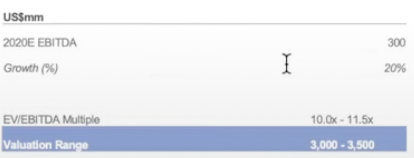 US$mm
2020E EBITDA 300
Growth (%) 20%
EV/EBITDA Multiple 10.0x - 11.5x
Valuation Range 3,000 - 3,500